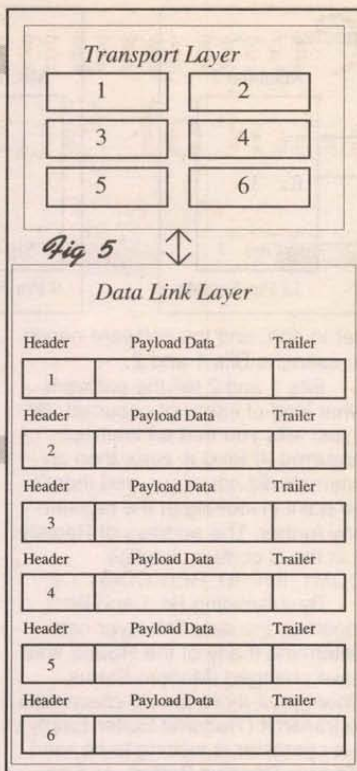 Transport Layer
1 2
3 4
5 6
Fig 5
Data Link Layer
Header Payload Data Trailer
1
Header Payload Data Trailer
2
Header Payload Data Trailer
3
Header Payload Data Trailer
4
Header Payload Data Trailer
5
Header Payload Data Trailer
6